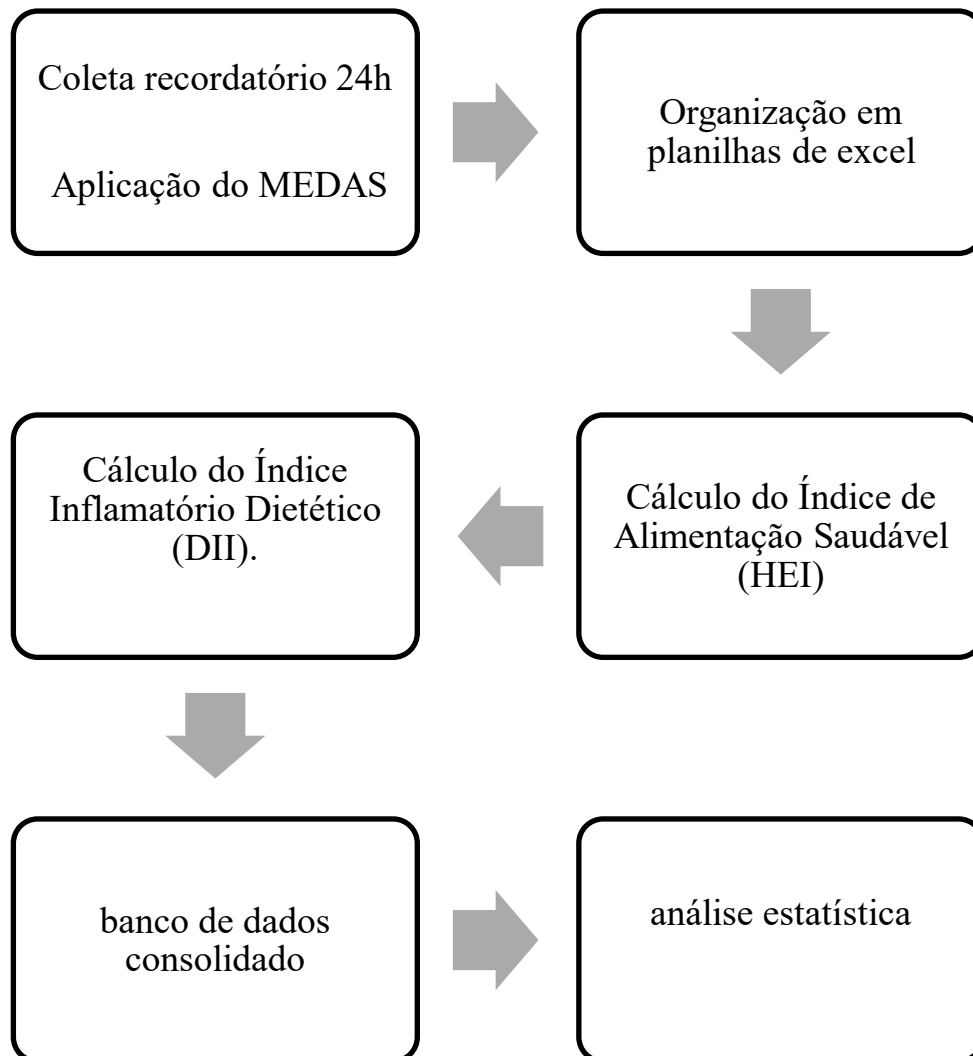 Coleta recordatório 24h
Aplicação do MEDAS
Organização em
planilhas de excel
Cálculo do Índice de
Alimentação Saudável
(HEI)
Cálculo do Índice
Inflamatório Dietético
(DII).
banco de dados
consolidado
análise estatística